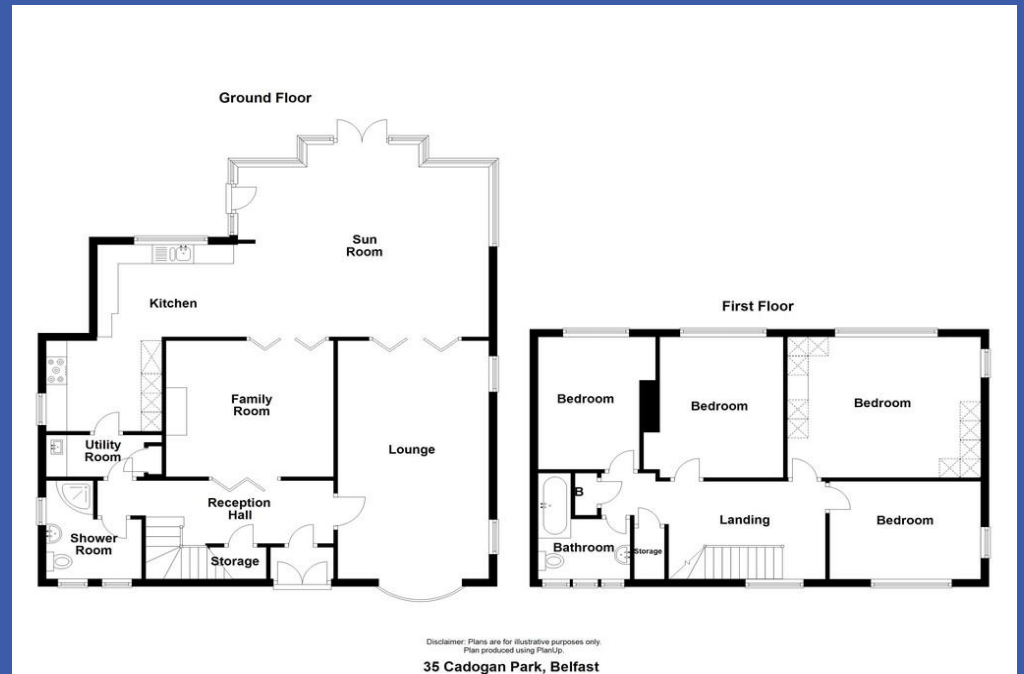 Ground Floor
Sun
Room
Kitchen
Family
Room
Lounge
Utility
Room
Reception
Hall
Shower
Room
Storage
First Floor
Bedroom
Bedroom
Bedroom
B
Landing
Bedroom
Bathroom
Storage
Disclaimer: Plans are for illustrative purposes only.
Plan produced using PlanUp.
35 Cadogan Park, Belfast